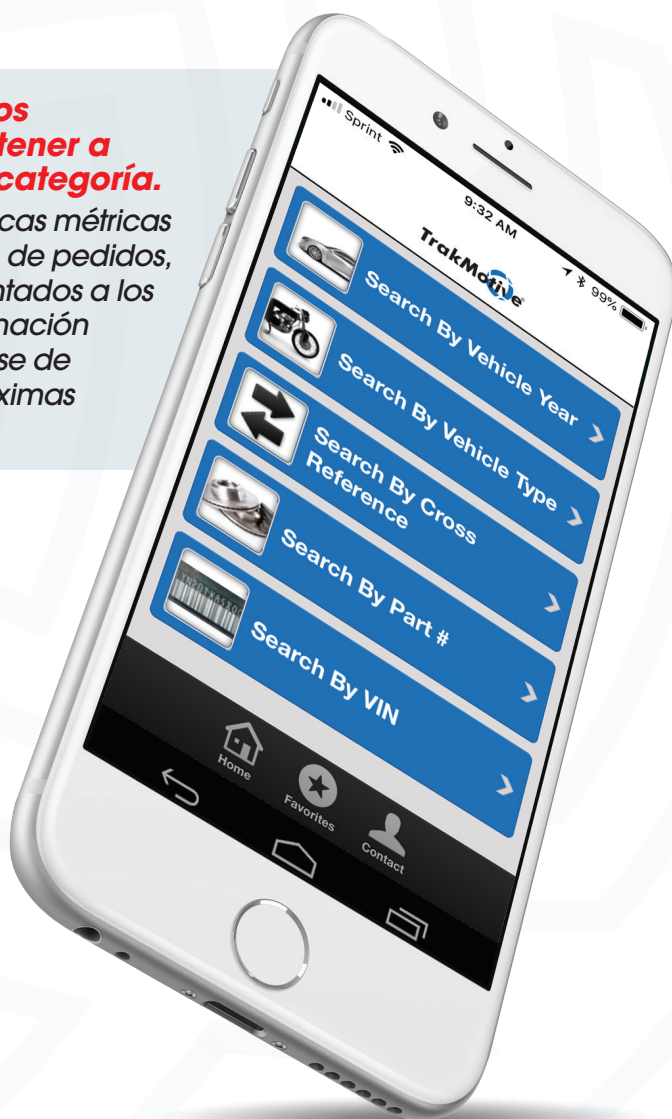 os
tener a
categoría.
cas métricas
de pedidos,
ntados a los
mación
se de
ximas
Sprint
9:32 AM
99%
TrakMotive
Search By Vehicle Year
Search By Vehicle Type
Search By Cross
Reference
Search By Part #
Search By VIN
Home
Favorites
Contact